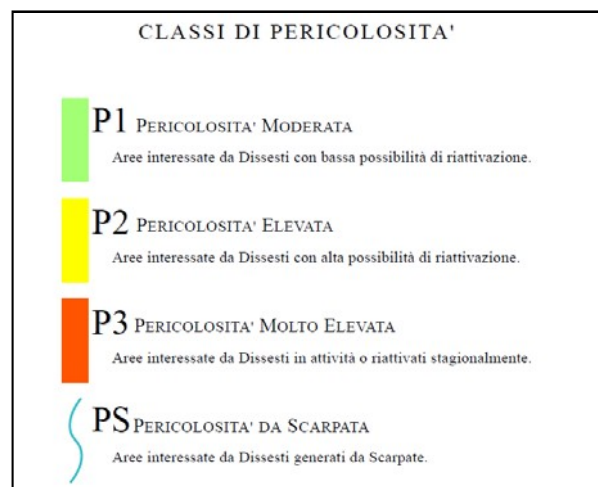 CLASSI DI PERICOLOSITA'
P1 PERICOLOSITA' MODERATA
Aree interessate da Dissesti con bassa possibilità di riattivazione.
P2 PERICOLOSITA' ELEVATA
Aree interessate da Dissesti con alta possibilità di riattivazione.
P3 PERICOLOSITA' MOLTO ELEVATA
Aree interessate da Dissesti in attività o riattivati stagionalmente.
PS PERICOLOSITA' DA SCARPATA
Aree interessate da Dissesti generati da Scarpate.